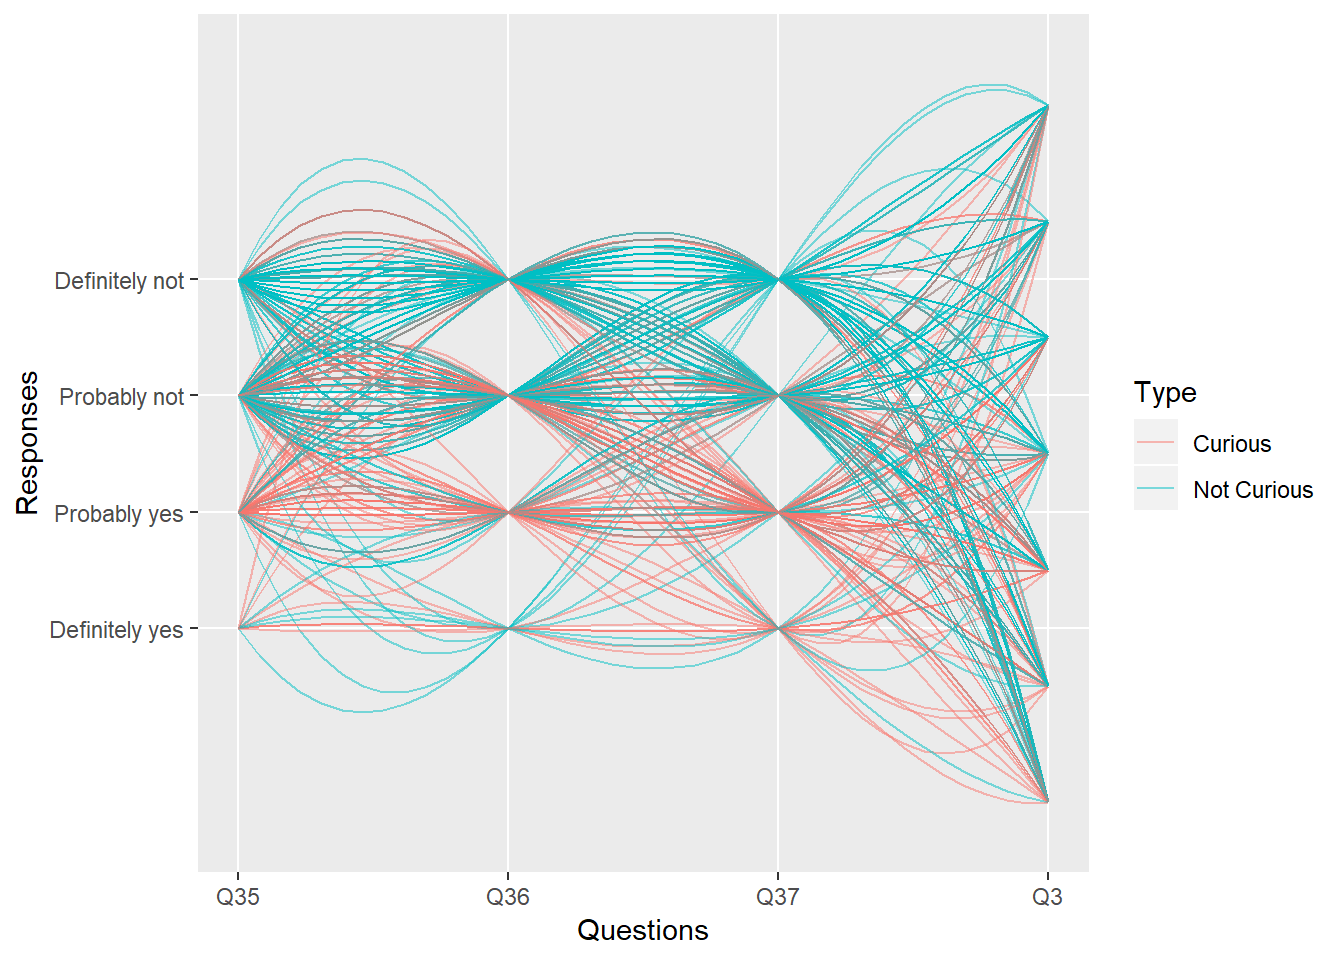 Definitely not
Probably not
Probably yes
Definitely yes
Responses
Q35
Q36
Q37
Q3
Questions
Type
Curious
Not Curious